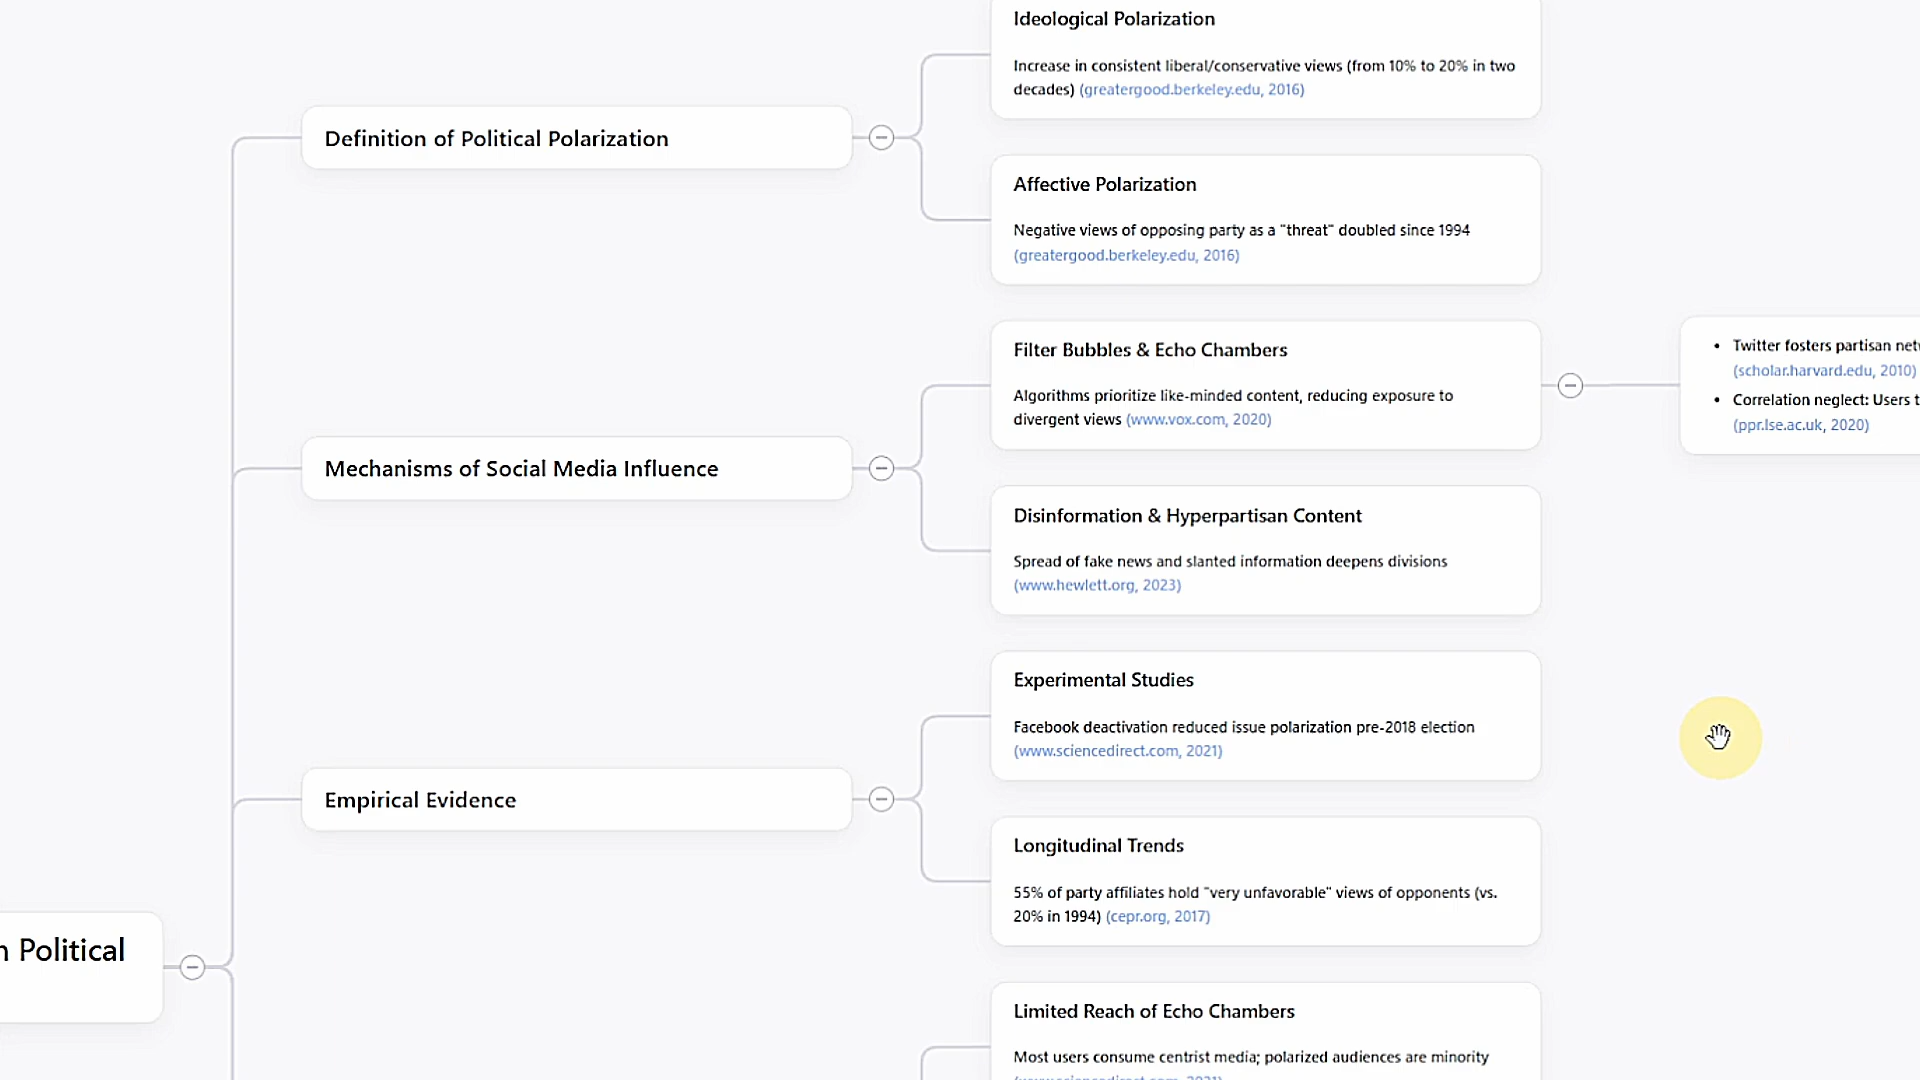 Ideological Polarization
Increase in consistent liberal/conservative views (from 10% to 20% in two
decades) (greatergood.berkeley.edu, 2016)
Definition of Political Polarization
Affective Polarization
Negative views of opposing party as a "threat" doubled since 1994
(greatergood.berkeley.edu, 2016)
Filter Bubbles & Echo Chambers
Algorithms prioritize like-minded content, reducing exposure to
divergent views (www.vox.com, 2020)
• Twitter fosters partisan
(scholar.harvard.edu, 2010)
• Correlation neglect: Users
(ppr.lse.ac.uk, 2020)
Mechanisms of Social Media Influence
Disinformation & Hyperpartisan Content
Spread of fake news and slanted information deepens divisions
(www.hewlett.org, 2023)
Experimental Studies
Facebook deactivation reduced issue polarization pre-2018 election
(www.sciencedirect.com, 2021)
Empirical Evidence
Longitudinal Trends
55% of party affiliates hold "very unfavorable" views of opponents (vs.
20% in 1994) (cepr.org, 2017)
Political
Limited Reach of Echo Chambers
Most users consume centrist media; polarized audiences are minority